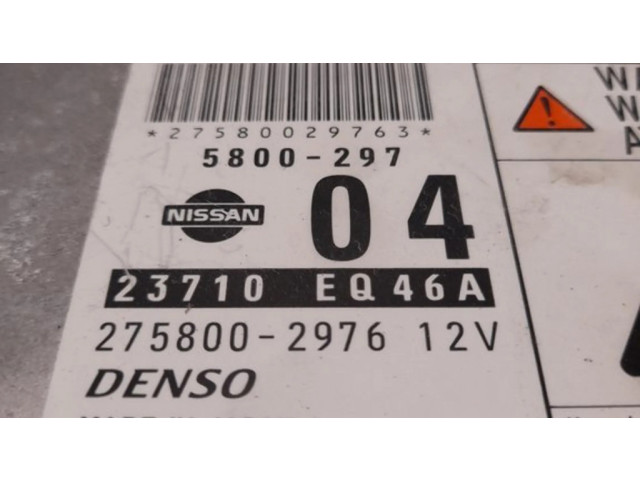 *27580029763*
5800-297
NISSAN 04
23710 EQ46A
275800-2976 12V
DENSO